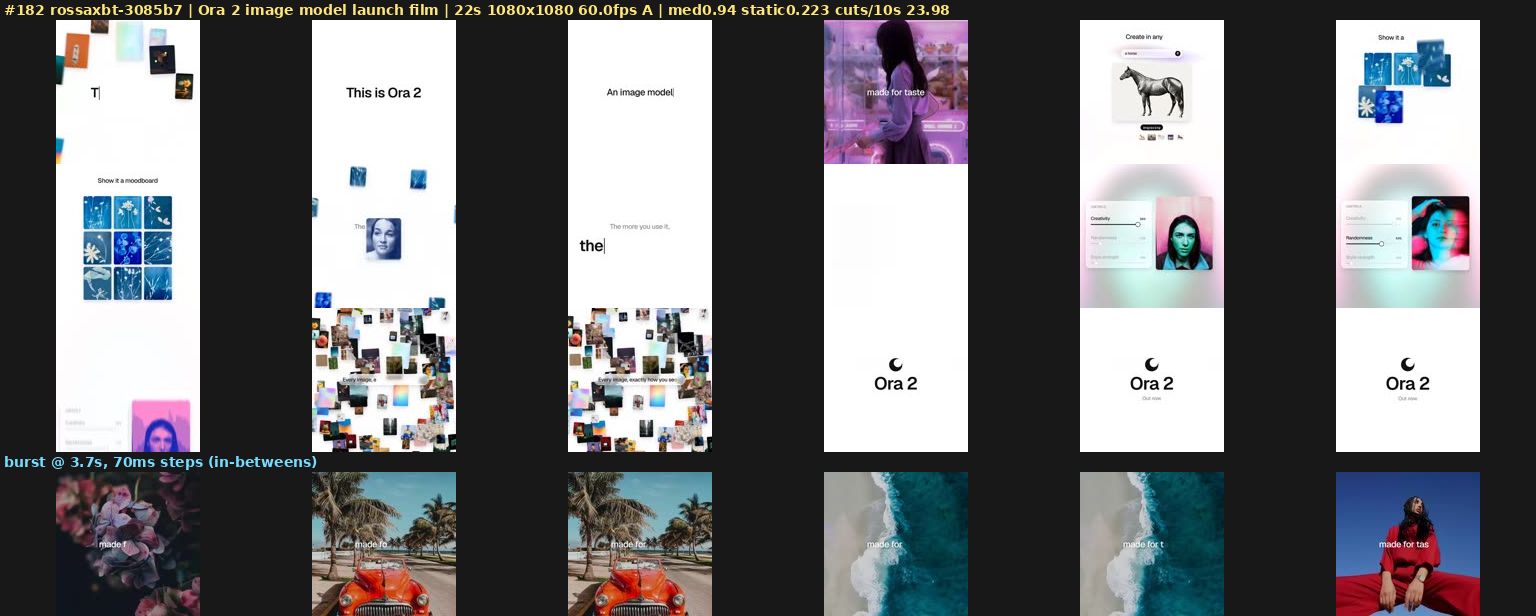 #182 rossaxbt-3085b7 | Ora 2 image model launch film | 22s 1080x1080 60.0fps A | med0.94 static0.223 cuts/10s 23.98
T
This is Ora 2
An image model
made for taste
Create in any
a horse
Engraving
Show it a
Show it a moodboard
The
The more you use it,
the
Creativity
Randomness
Style strength
Creativity
Randomness
Style strength
Every image, e
Every image, exactly how you se
Ora 2
Ora 2
Out now
Ora 2
Out now
burst @ 3.7s, 70ms steps (in-betweens)
made f
made fo
made for
made for
made for t
made for tas